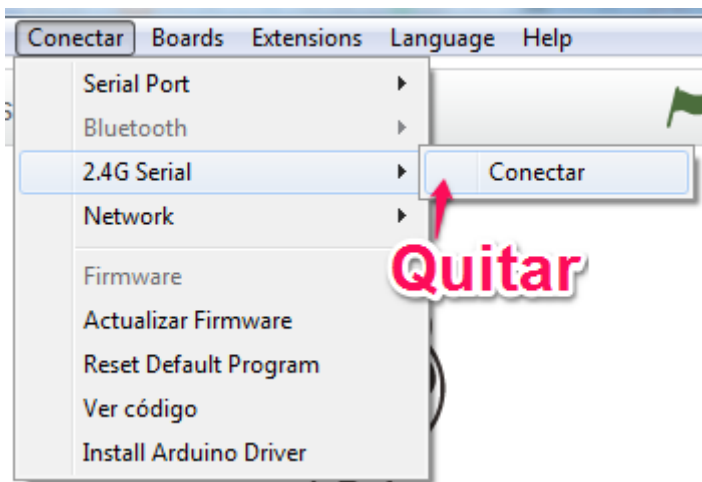 Conectar Boards Extensions Language Help
Serial Port
Bluetooth
2.4G Serial
Conectar
Network
Quitar
Firmware
Actualizar Firmware
Reset Default Program
Ver código
Install Arduino Driver